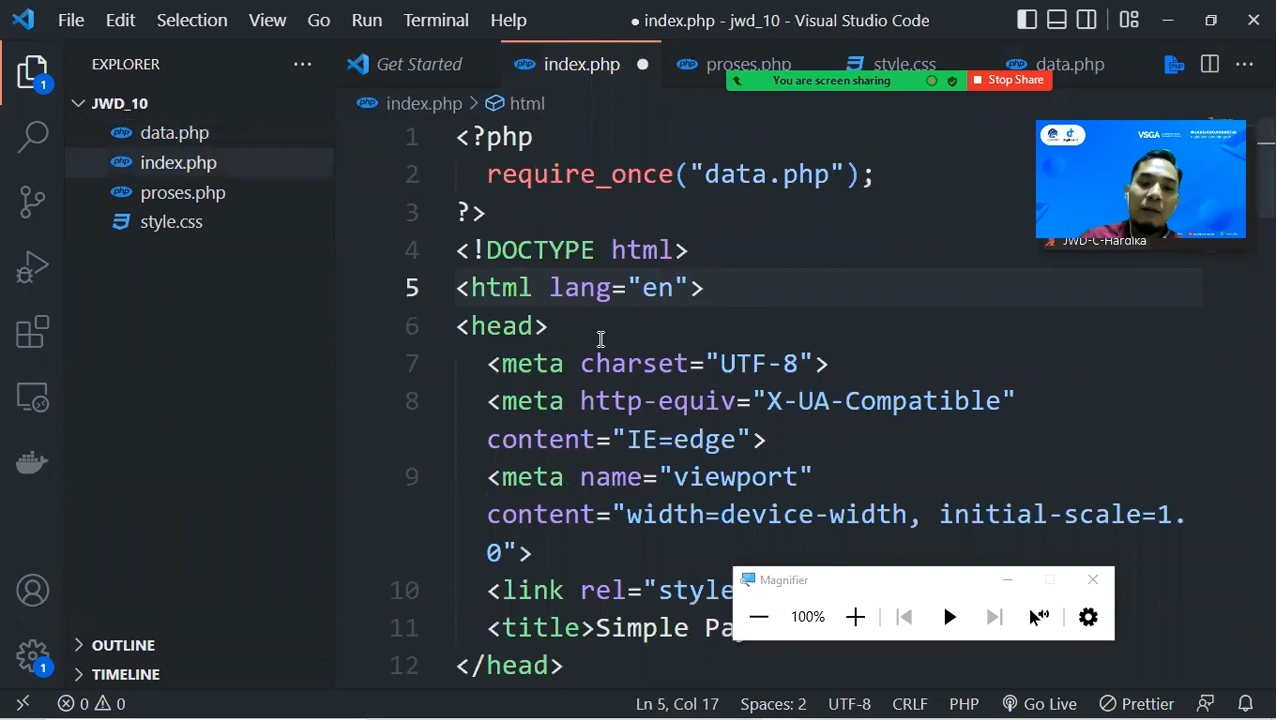 File Edit Selection View Go Run Terminal Help
● index.php - jwd_10 - Visual Studio Code
EXPLORER
Get Started
index.php
proses.php
style.css
data.php
You are screen sharing
Stop Share
JWD_10
data.php
index.php
proses.php
style.css
OUTLINE
TIMELINE
index.php > html
1 <?php
2 require_once("data.php");
3 ?>
4 <!DOCTYPE html>
5 <html lang="en">
6 <head>
7 <meta charset="UTF-8">
8 <meta http-equiv="X-UA-Compatible"
content="IE=edge">
9 <meta name="viewport"
content="width=device-width, initial-scale=1.
0">
10 <link rel="style
11 <title>Simple Pa
12 </head>
VSGA
JWD-C-Hardika
Magnifier
100%
1
1
0 0
Ln 5, Col 17 Spaces: 2 UTF-8 CRLF PHP Go Live Prettier